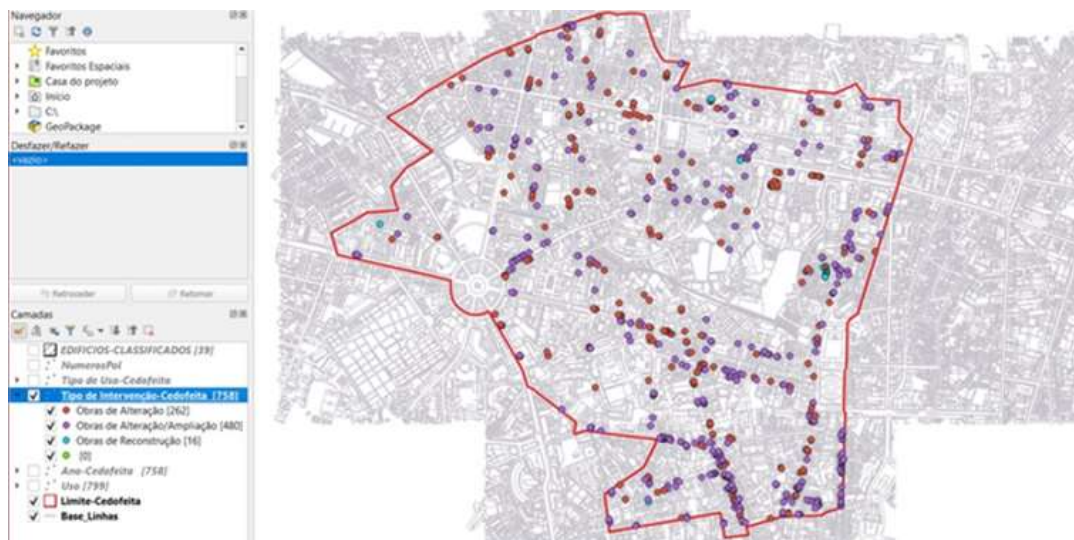 Navegador
Favoritos
Favoritos Espaciais
Casa do projeto
Início
C:\
GeoPackage
Desfazer/Refazer
<vazio>
Retroceder
Retomar
Camadas
EDIFICIOS-CLASSIFICADOS [39]
NumerosPol
Tipo de Uso-Cedofeita
Tipo de Intervenção-Cedofeita [758]
Obras de Alteração [262]
Obras de Alteração/Ampliação [480]
Obras de Reconstrução [16]
[0]
Ano-Cedofeita [758]
Uso [799]
Limite-Cedofeita
Base_Linhas